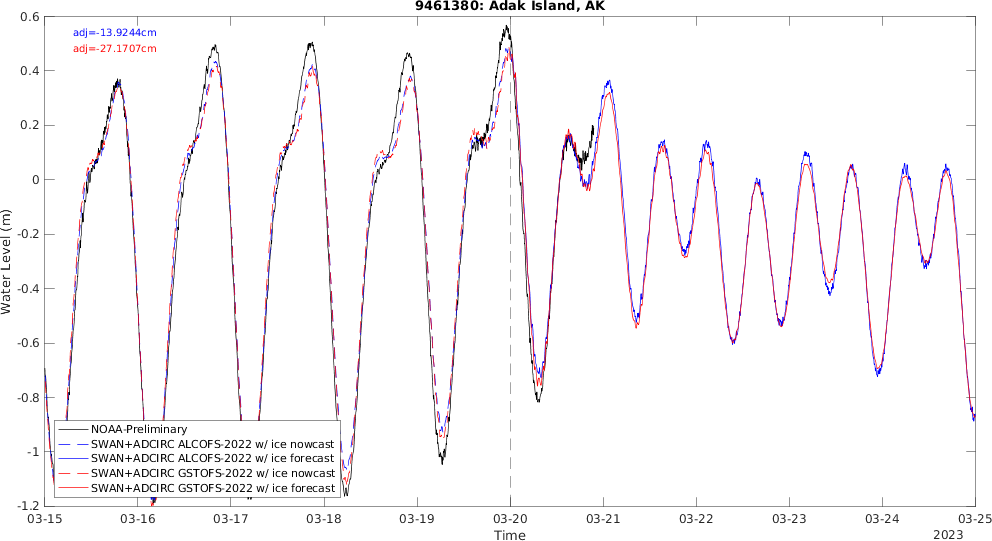 9461380: Adak Island, AK
adj=-13.9244cm
adj=-27.1707cm
0.6
0.4
0.2
0
-0.2
-0.4
-0.6
-0.8
-1
-1.2
Water Level (m)
NOAA-Preliminary
SWAN+ADCIRC ALCOFS-2022 w/ ice nowcast
SWAN+ADCIRC ALCOFS-2022 w/ ice forecast
SWAN+ADCIRC GSTOFS-2022 w/ ice nowcast
SWAN+ADCIRC GSTOFS-2022 w/ ice forecast
03-15 03-16 03-17 03-18 03-19 03-20 03-21 03-22 03-23 03-24 03-25
Time
2023